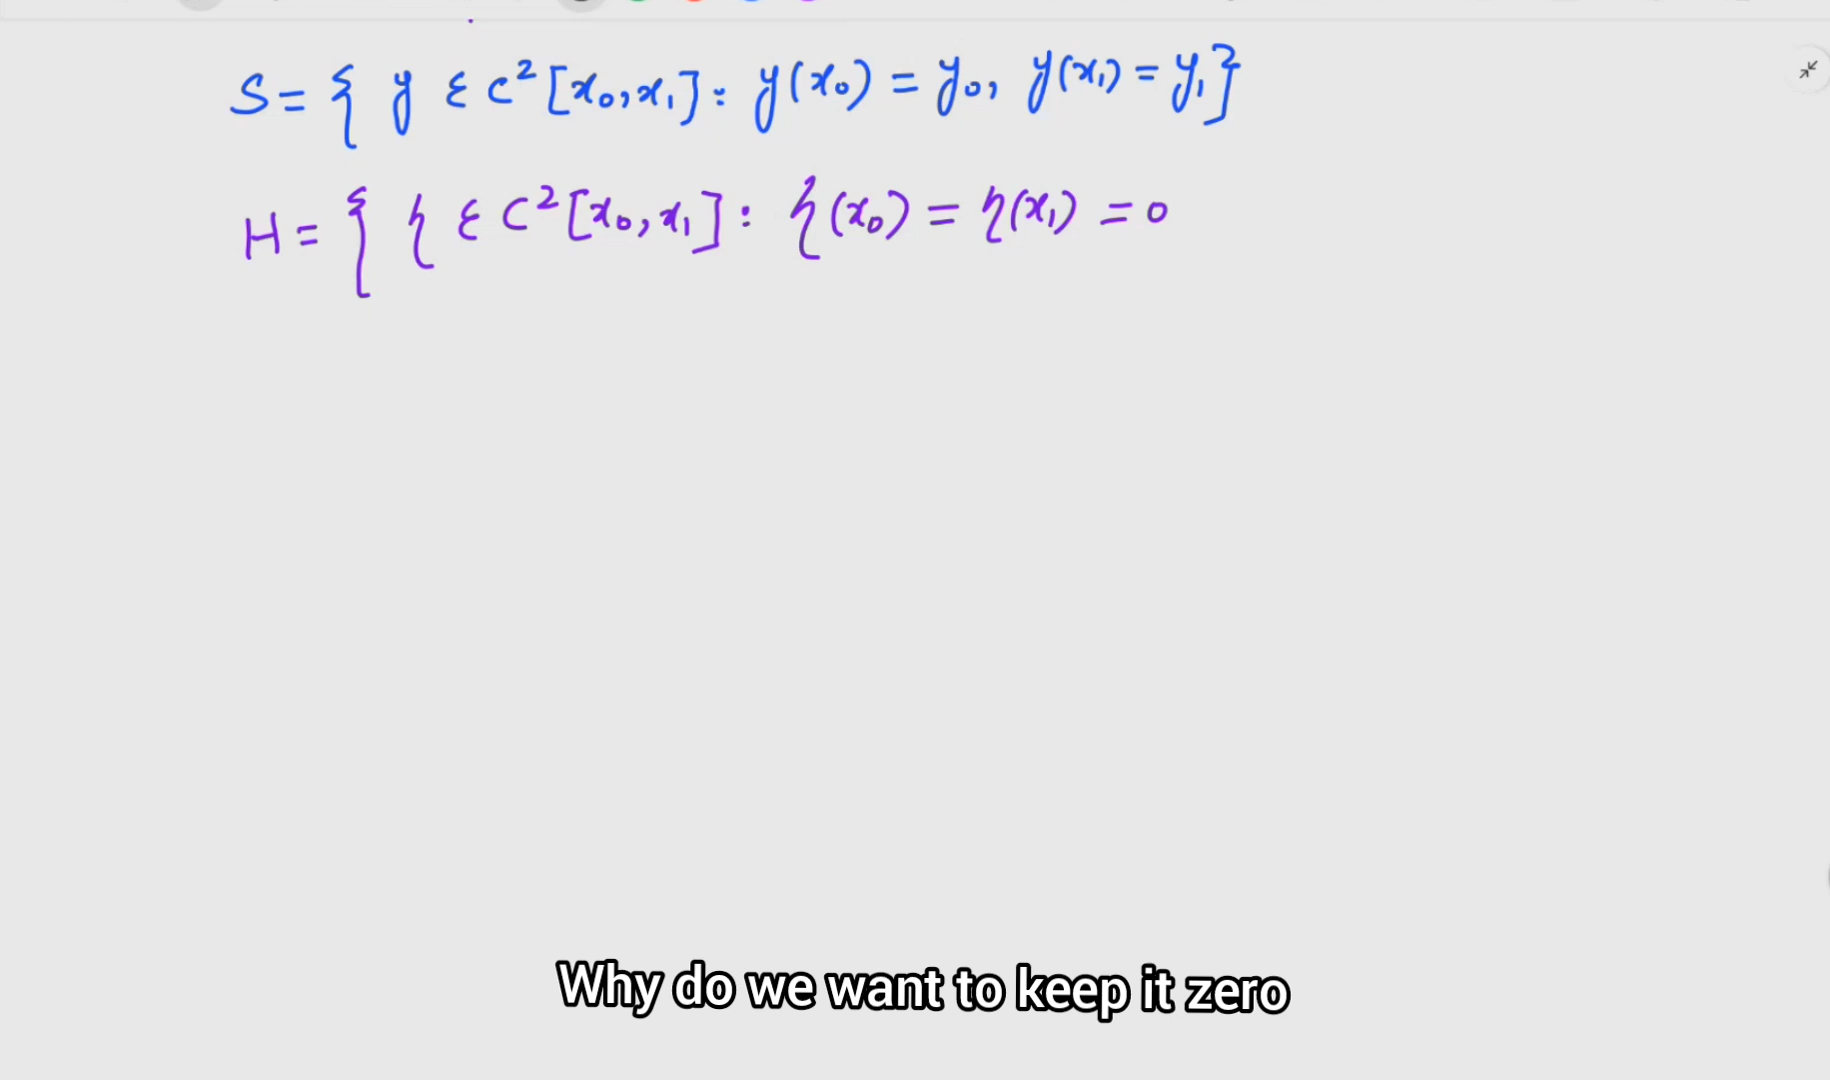 S = { y ε C²[x₀, x₁] : y(x₀) = y₀, y(x₁) = y₁}
H = { η ε C²[x₀, x₁] : η(x₀) = η(x₁) = 0
Why do we want to keep it zero